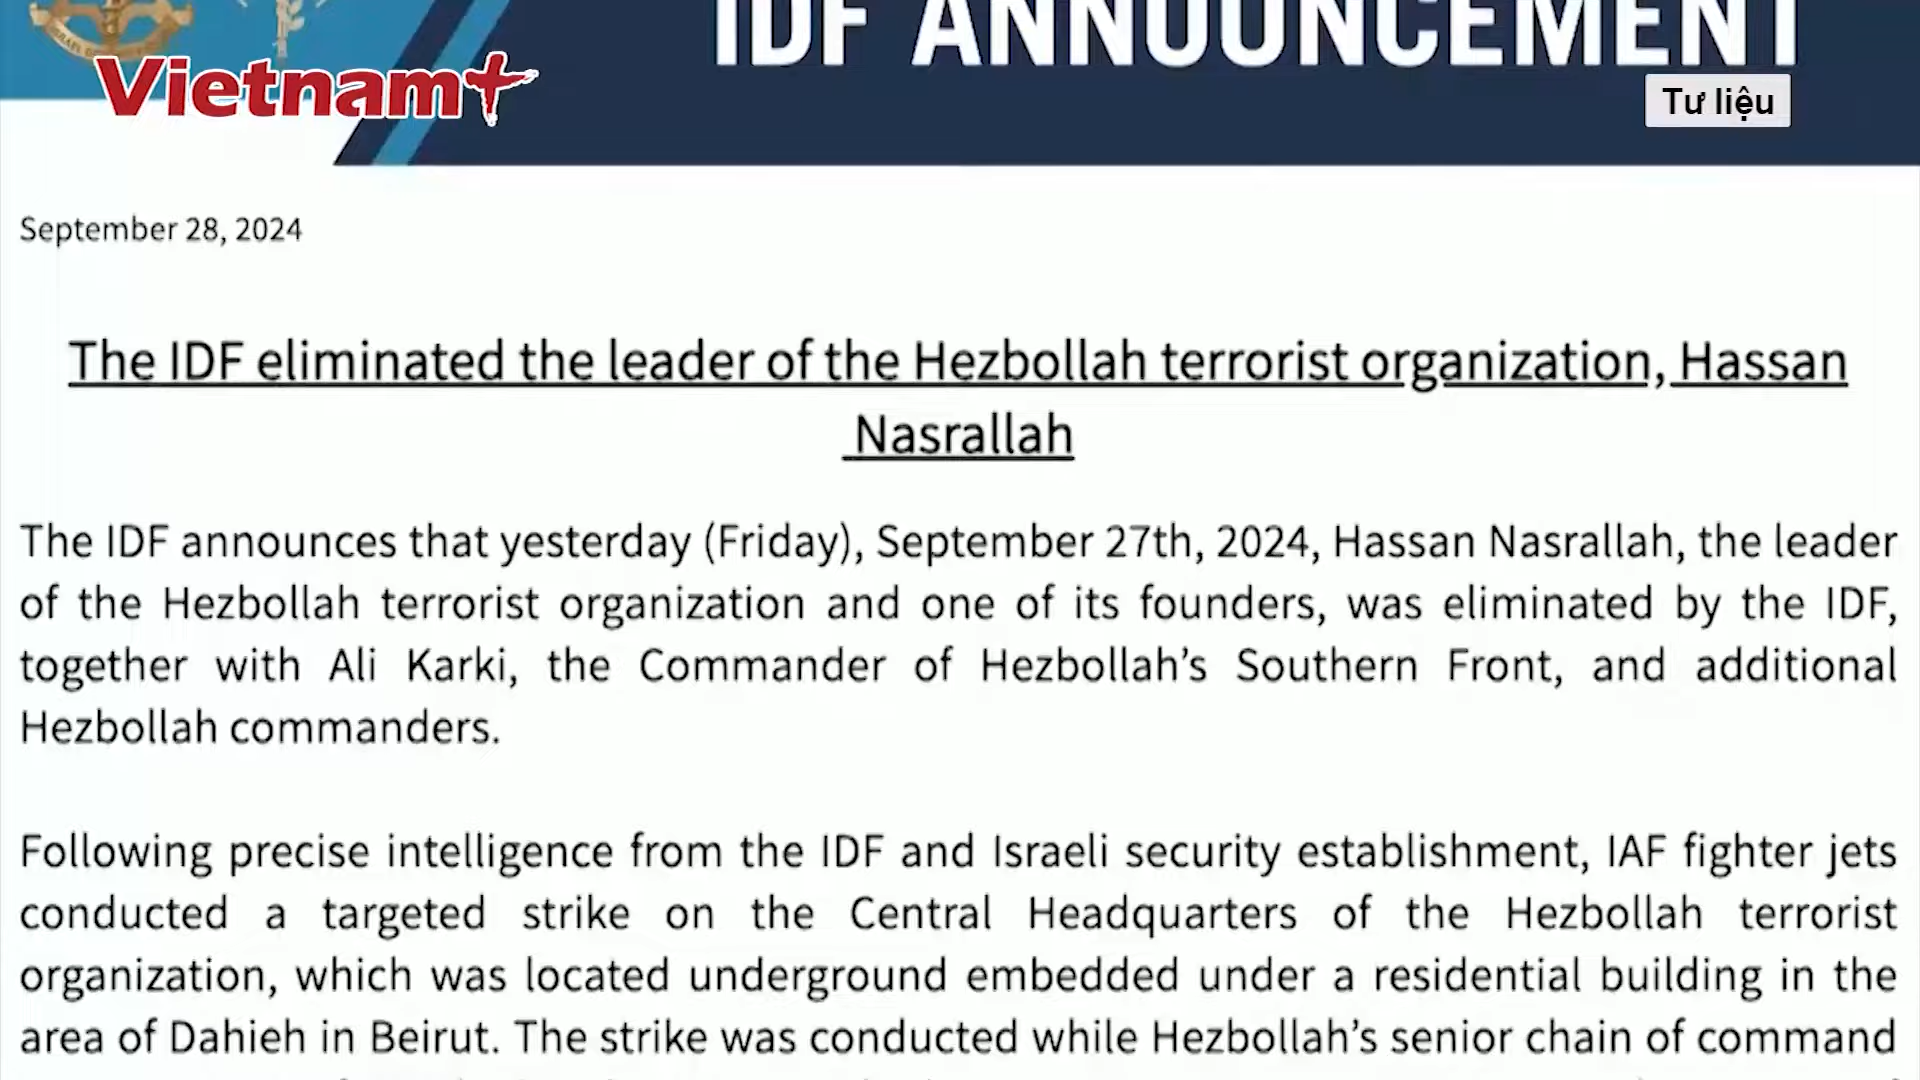 IDF ANNOUNCEMENT
Vietnam+
Tư liệu
September 28, 2024
The IDF eliminated the leader of the Hezbollah terrorist organization, Hassan
Nasrallah
The IDF announces that yesterday (Friday), September 27th, 2024, Hassan Nasrallah, the leader
of the Hezbollah terrorist organization and one of its founders, was eliminated by the IDF,
together with Ali Karki, the Commander of Hezbollah’s Southern Front, and additional
Hezbollah commanders.
Following precise intelligence from the IDF and Israeli security establishment, IAF fighter jets
conducted a targeted strike on the Central Headquarters of the Hezbollah terrorist
organization, which was located underground embedded under a residential building in the
area of Dahieh in Beirut. The strike was conducted while Hezbollah’s senior chain of command